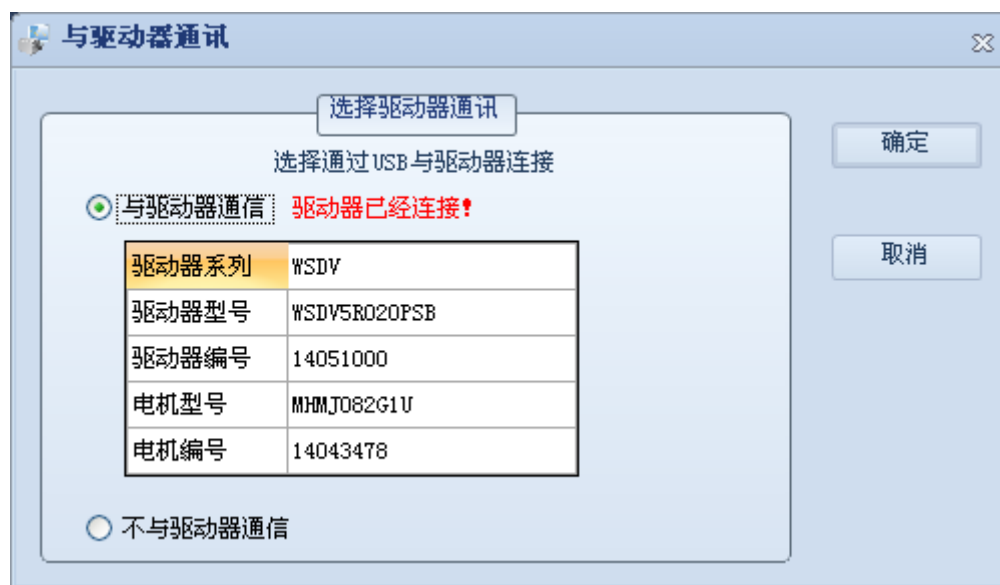 与驱动器通讯
选择驱动器通讯
选择通过USB与驱动器连接
与驱动器通信 驱动器已经连接!
驱动器系列 WSDV
驱动器型号 WSDV5R020PSB
驱动器编号 14051000
电机型号 MHMJ082G1U
电机编号 14043478
不与驱动器通信
确定
取消